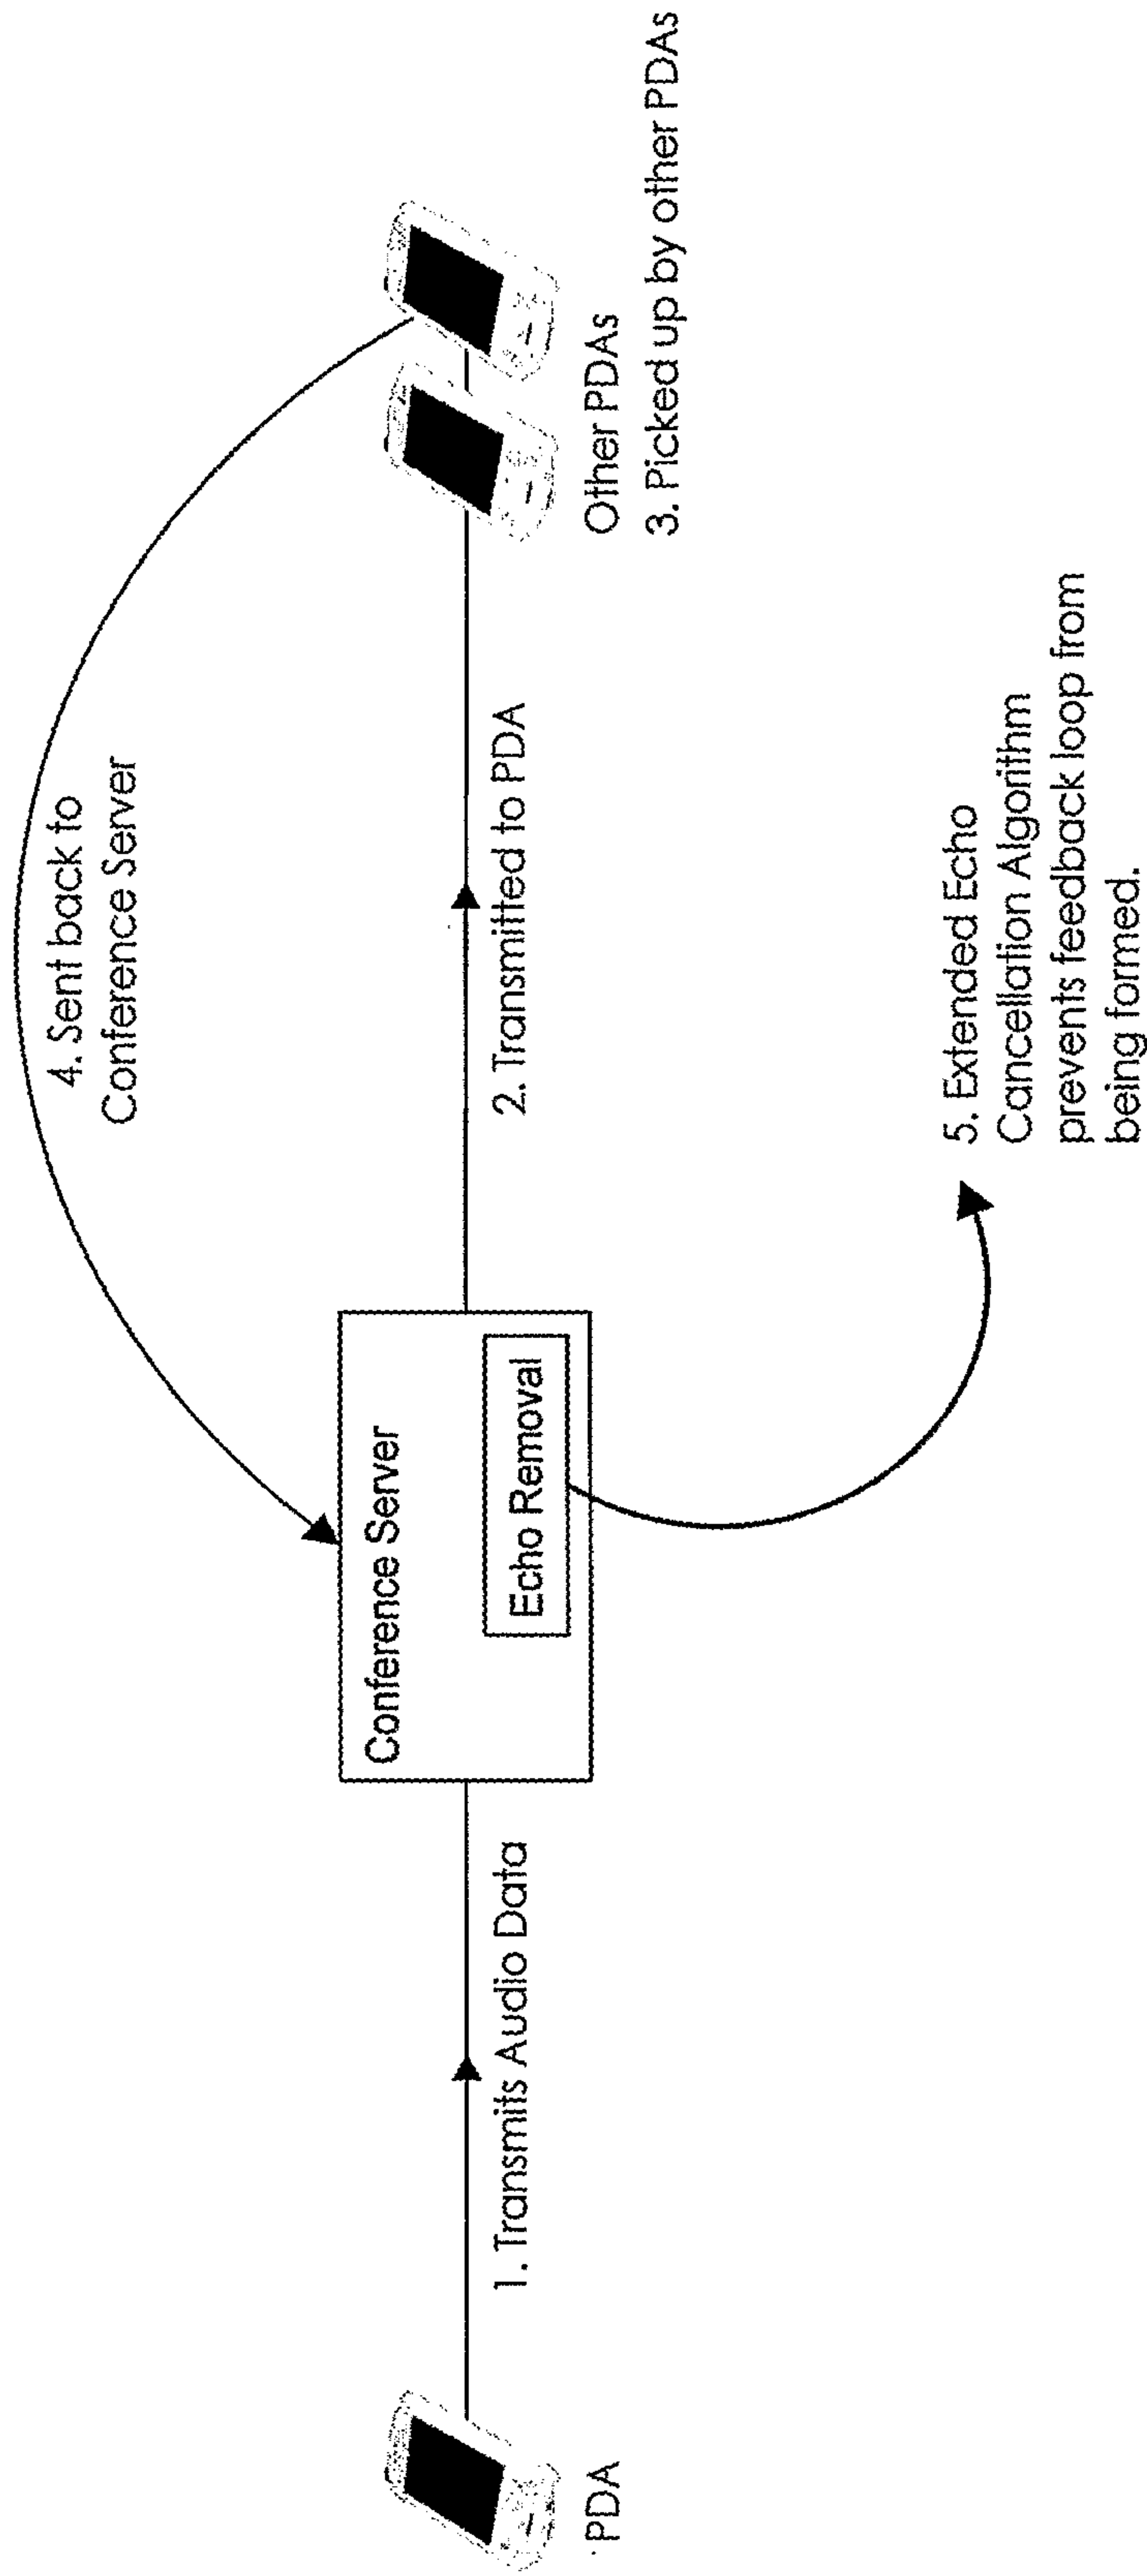 4. Sent back to
Conference Server
Conference Server
Echo Removal
1. Transmits Audio Data
2. Transmitted to PDA
PDA
Other PDAs
3. Picked up by other PDAs
5. Extended Echo
Cancellation Algorithm
prevents feedback loop from
being formed.